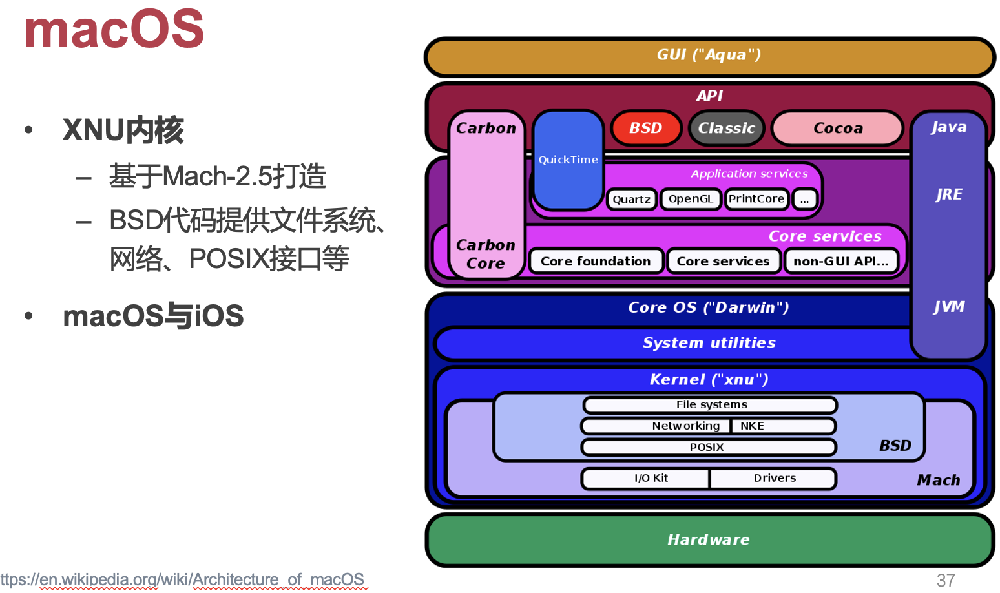 macOS
• XNU内核
– 基于Mach-2.5打造
– BSD代码提供文件系统、
网络、POSIX接口等
• macOS与iOS
GUI ("Aqua")
API
Carbon
QuickTime
BSD
Classic
Cocoa
Java
Application services
Quartz
OpenGL
PrintCore
...
JRE
Core services
Carbon
Core
Core foundation
Core services
non-GUI API...
Core OS ("Darwin")
JVM
System utilities
Kernel ("xnu")
File systems
Networking
NKE
POSIX
BSD
I/O Kit
Drivers
Mach
Hardware
ttps://en.wikipedia.org/wiki/Architecture_of_macOS
37